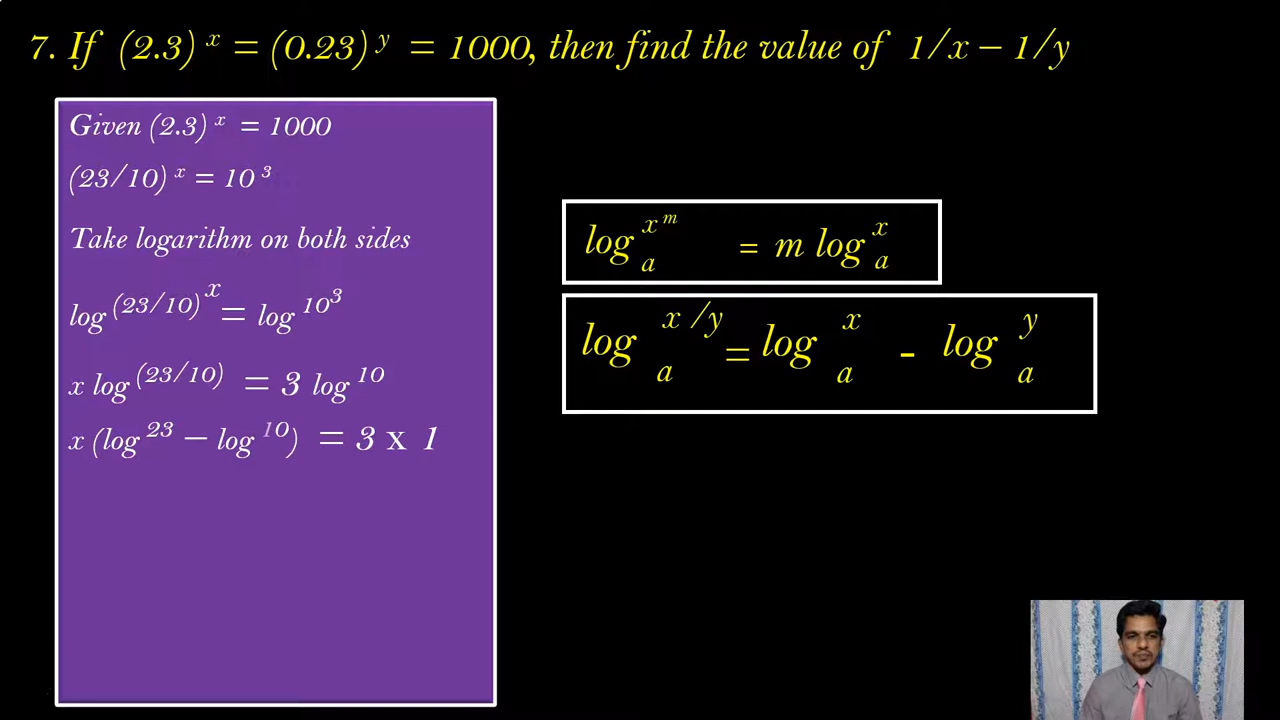 7. If (2.3)ˣ = (0.23)ʸ = 1000, then find the value of 1/x – 1/y
Given (2.3)ˣ = 1000
(23/10)ˣ = 10³
Take logarithm on both sides
log^(23/10)^x = log^10^3
x log^(23/10) = 3 log^10
x (log^23 – log^10) = 3 x 1
log_a^x^m = m log_a^x
log_a^x/y = log_a^x - log_a^y